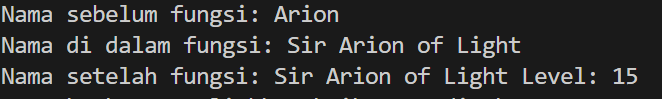 Nama sebelum fungsi: Arion
Nama di dalam fungsi: Sir Arion of Light
Nama setelah fungsi: Sir Arion of Light Level: 15